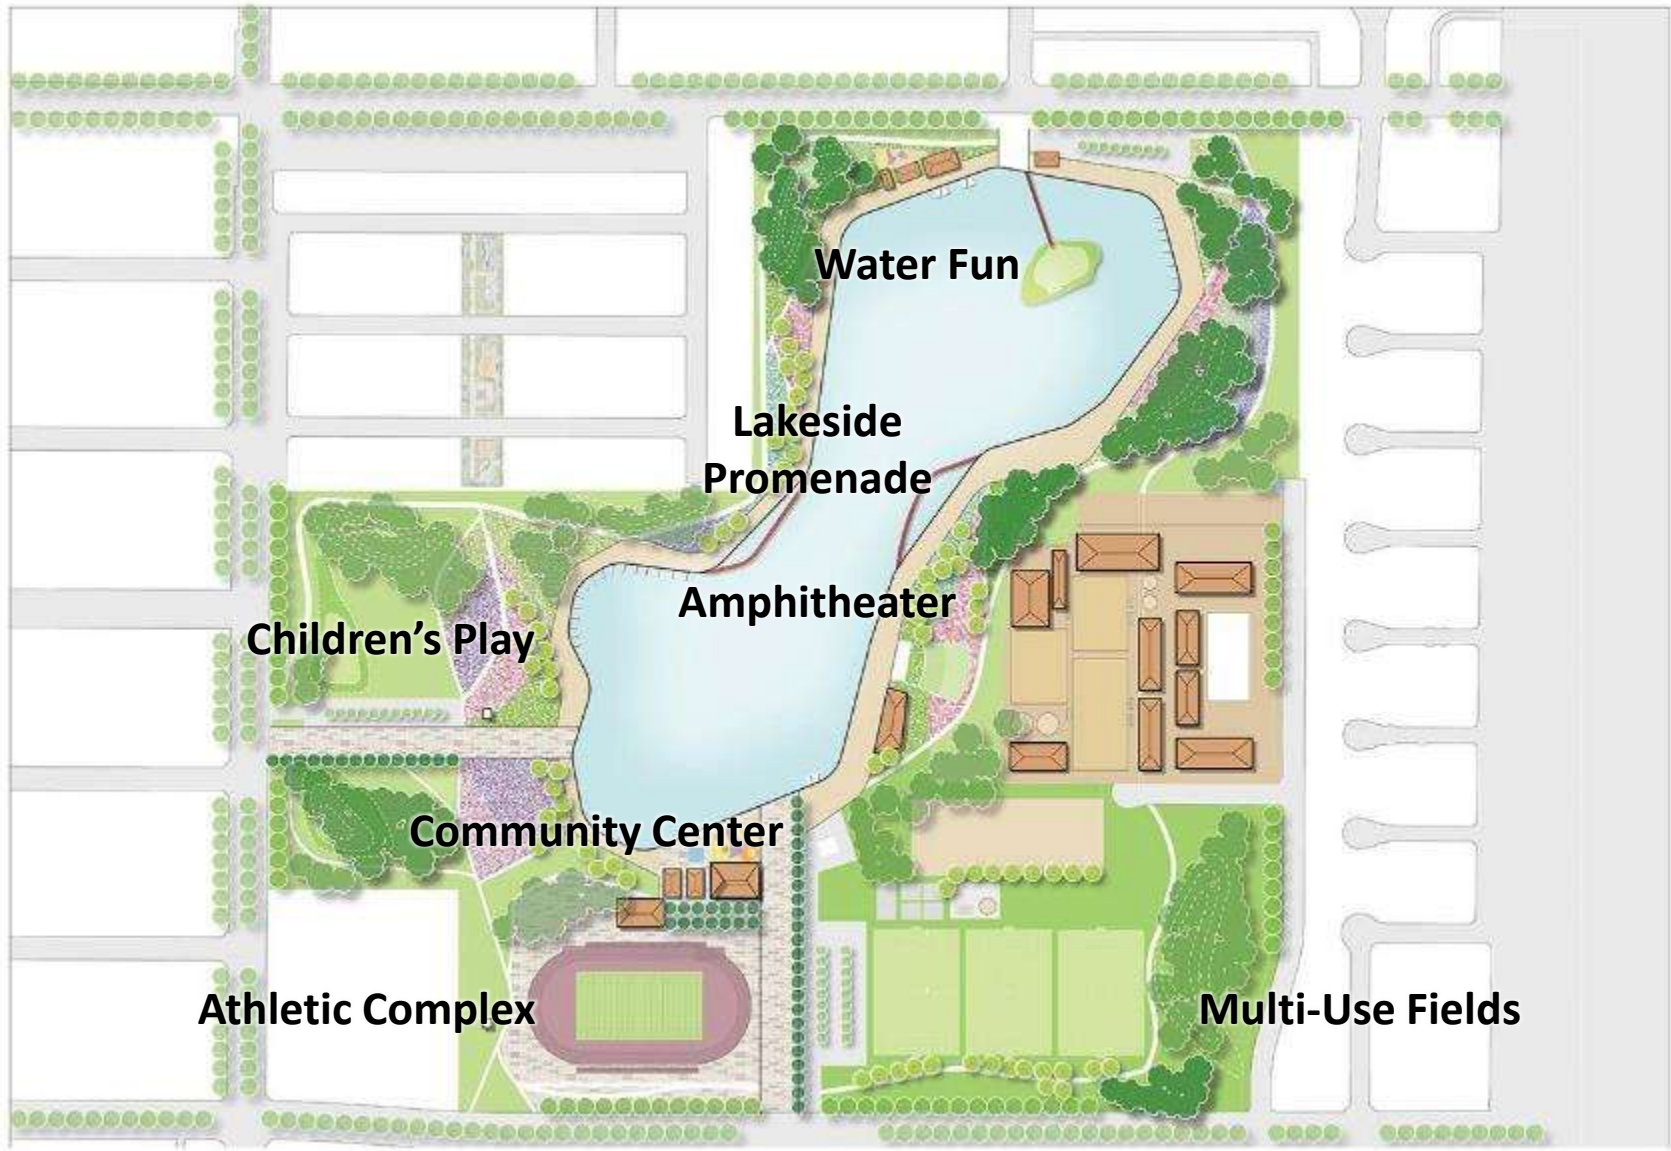 Water Fun
Lakeside
Promenade
Amphitheater
Children’s Play
Community Center
Athletic Complex
Multi-Use Fields